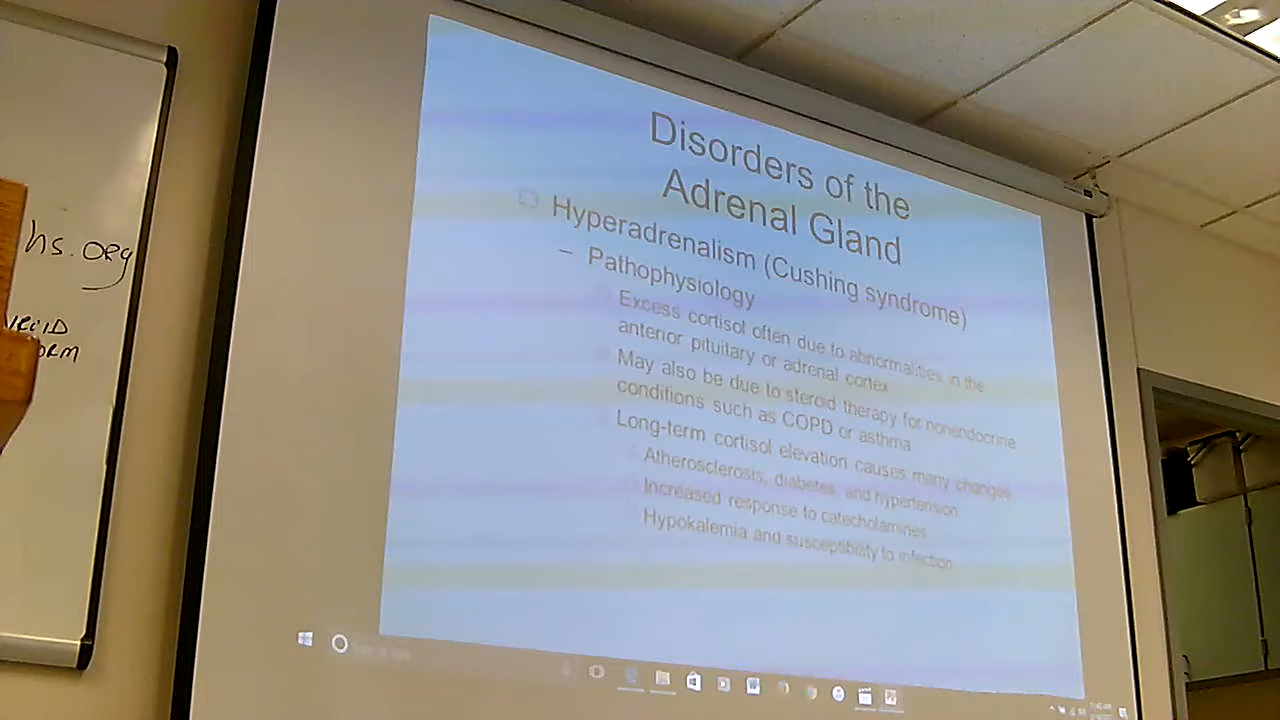 hs.org
ORM
Disorders of the
Adrenal Gland
Hyperadrenalism (Cushing syndrome)
– Pathophysiology
Excess cortisol often due to abnormalities in the
anterior pituitary or adrenal cortex
May also be due to steroid therapy for nonendocrine
conditions such as COPD or asthma
Long-term cortisol elevation causes many changes
Atherosclerosis, diabetes, and hypertension
Increased response to catecholamines
Hypokalemia and susceptibility to infection